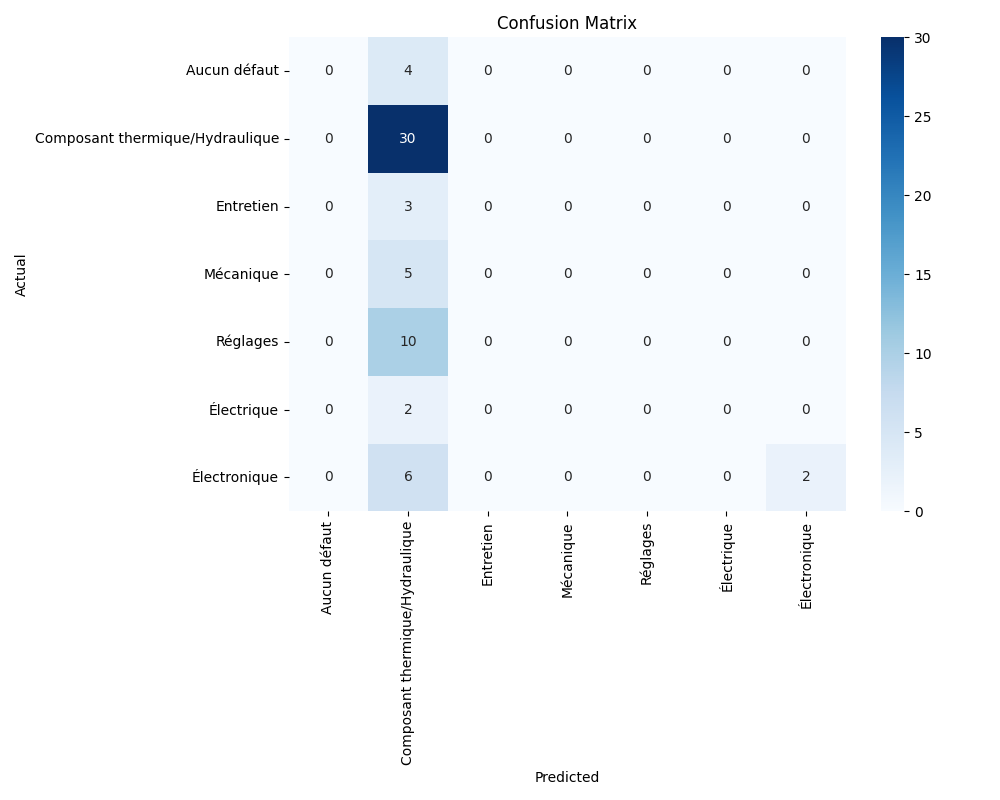 Confusion Matrix
Aucun défaut 0 4 0 0 0 0 0
Composant thermique/Hydraulique 0 30 0 0 0 0 0
Entretien 0 3 0 0 0 0 0
Mécanique 0 5 0 0 0 0 0
Réglages 0 10 0 0 0 0 0
Électrique 0 2 0 0 0 0 0
Électronique 0 6 0 0 0 0 2
Actual
Aucun défaut
Composant thermique/Hydraulique
Entretien
Mécanique
Réglages
Électrique
Électronique
Predicted
30
25
20
15
10
5
0